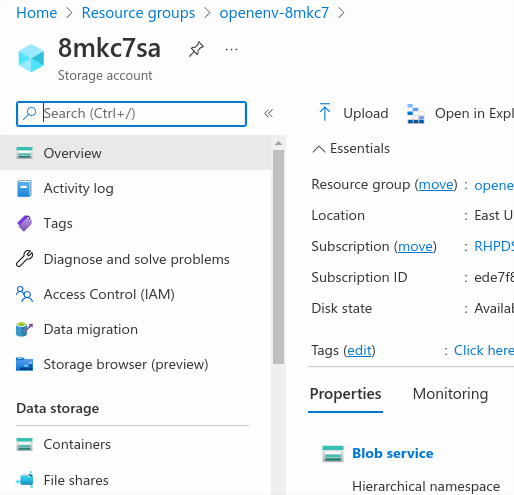 Home > Resource groups > openenv-8mkc7 >
8mkc7sa
Storage account
Search (Ctrl+/)
Overview
Activity log
Tags
Diagnose and solve problems
Access Control (IAM)
Data migration
Storage browser (preview)
Data storage
Containers
File shares
Upload
Open in Expl
Essentials
Resource group (move) : opene
Location : East U
Subscription (move) : RHPDS
Subscription ID : ede7f8
Disk state : Availa
Tags (edit) : Click here
Properties Monitoring
Blob service
Hierarchical namespace